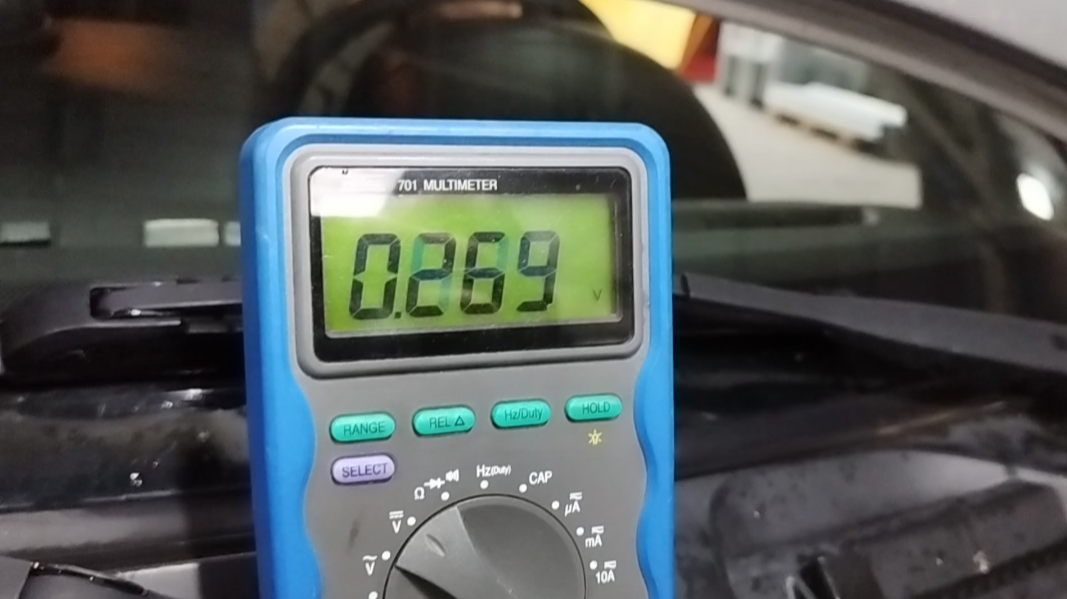 701 MULTIMETER
0.269
V
RANGE
REL Δ
Hz/Duty
HOLD
SELECT
Hz(Duty)
CAP
Ω
μA
V
mA
V
10A